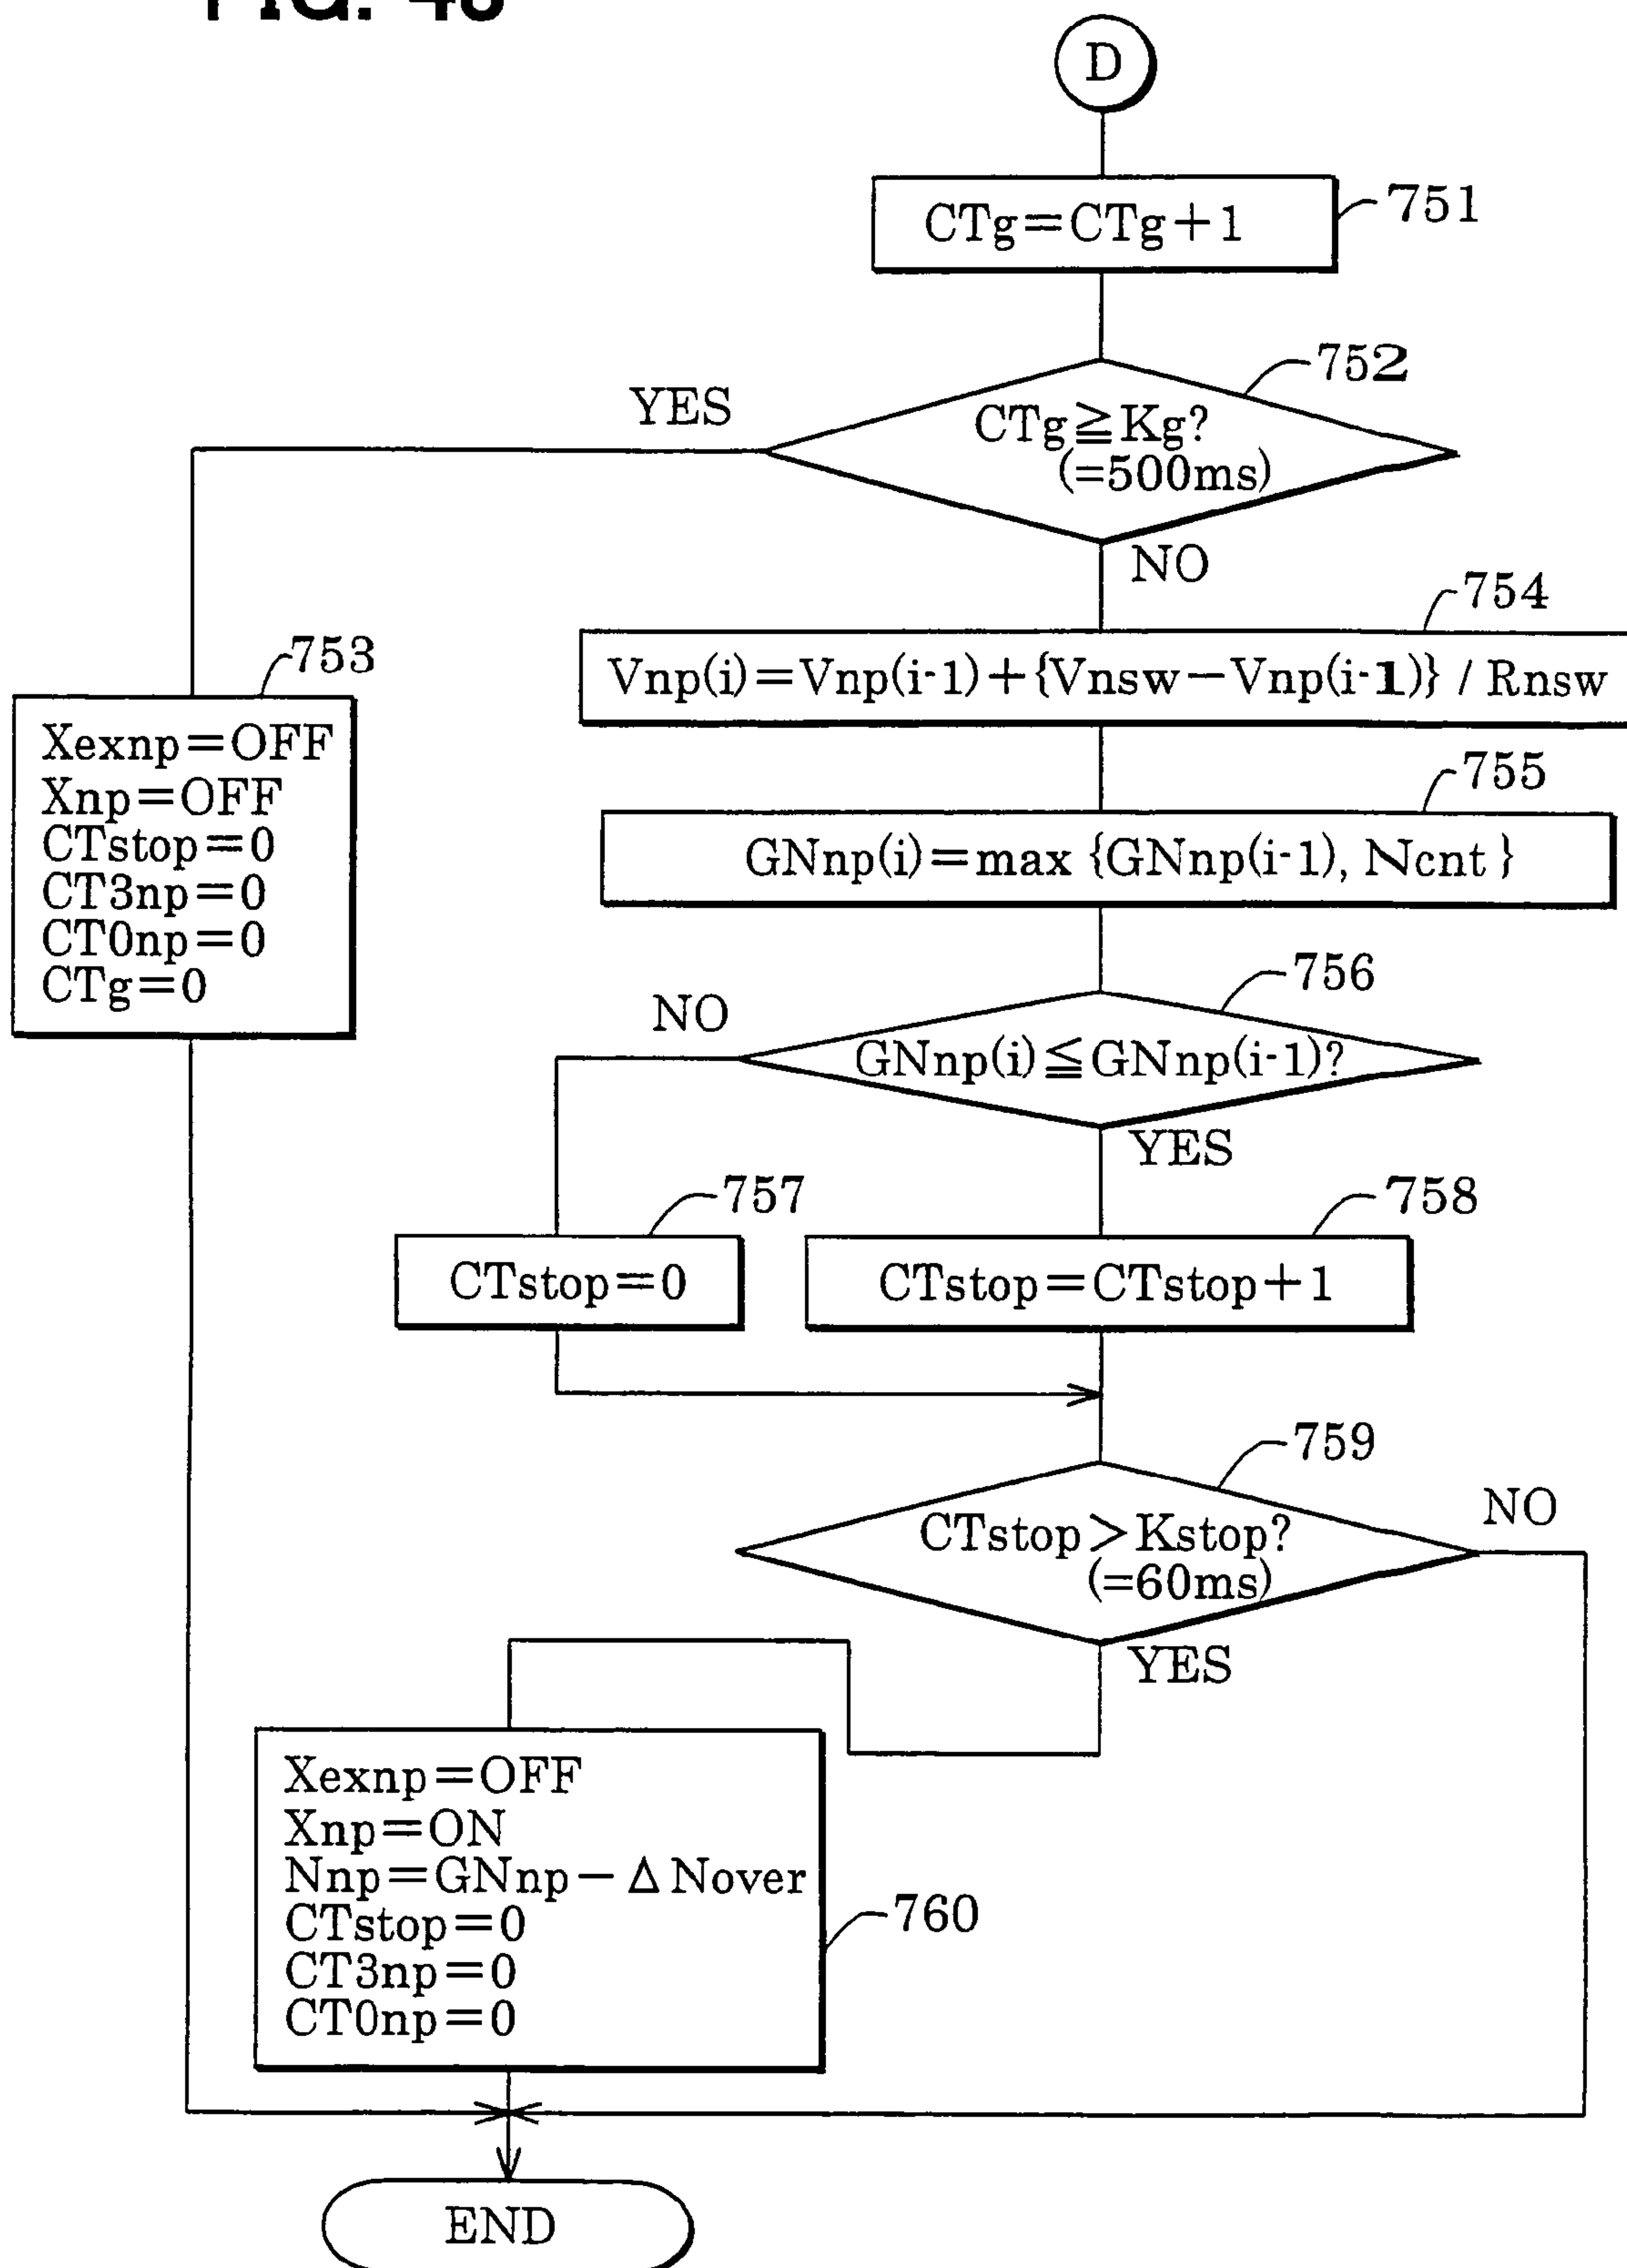 FIG.
D
CTg=CTg+1
751
752
YES
CTg≧Kg?
(=500ms)
NO
754
Vnp(i)=Vnp(i-1)+{Vnsw-Vnp(i-1)} / Rnsw
753
Xexnp=OFF
Xnp=OFF
CTstop=0
CT3np=0
CT0np=0
CTg=0
755
GNnp(i)=max {GNnp(i-1), Ncnt }
756
NO
GNnp(i)≦GNnp(i-1)?
YES
757
758
CTstop=0
CTstop=CTstop+1
759
NO
CTstop>Kstop?
(=60ms)
YES
Xexnp=OFF
Xnp=ON
Nnp=GNnp-Δ Nover
CTstop=0
CT3np=0
CT0np=0
760
END